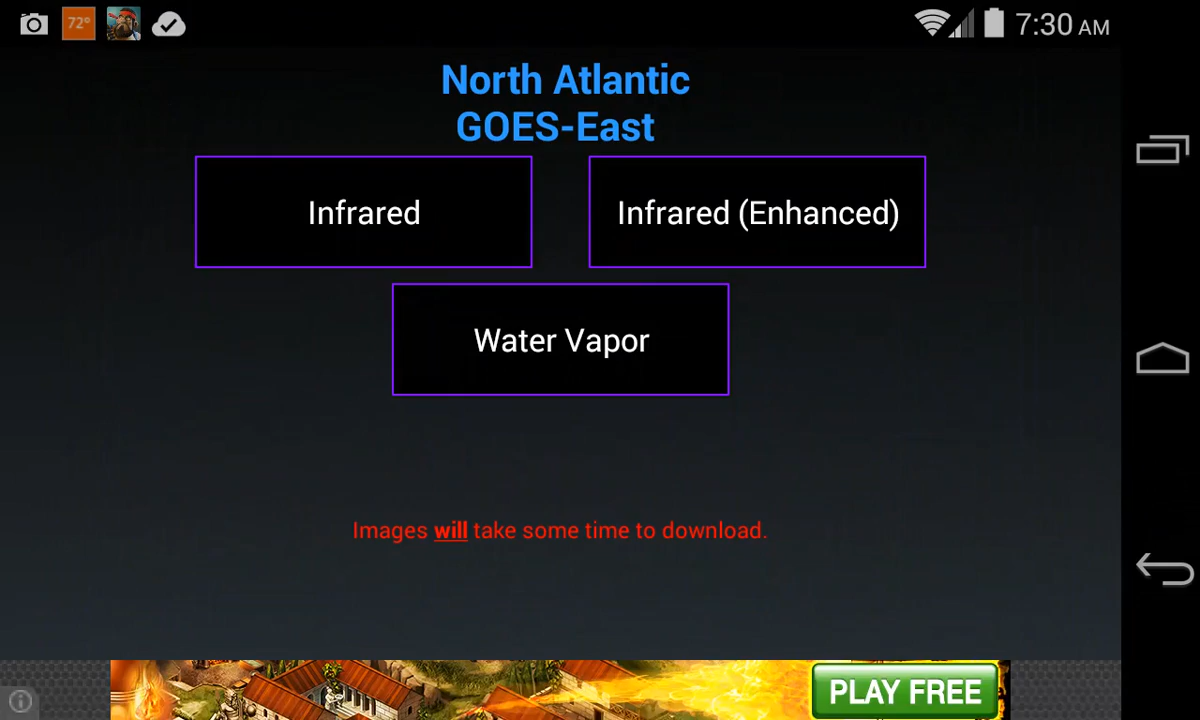 72°
7:30 AM
North Atlantic
GOES-East
Infrared
Infrared (Enhanced)
Water Vapor
Images will take some time to download.
PLAY FREE